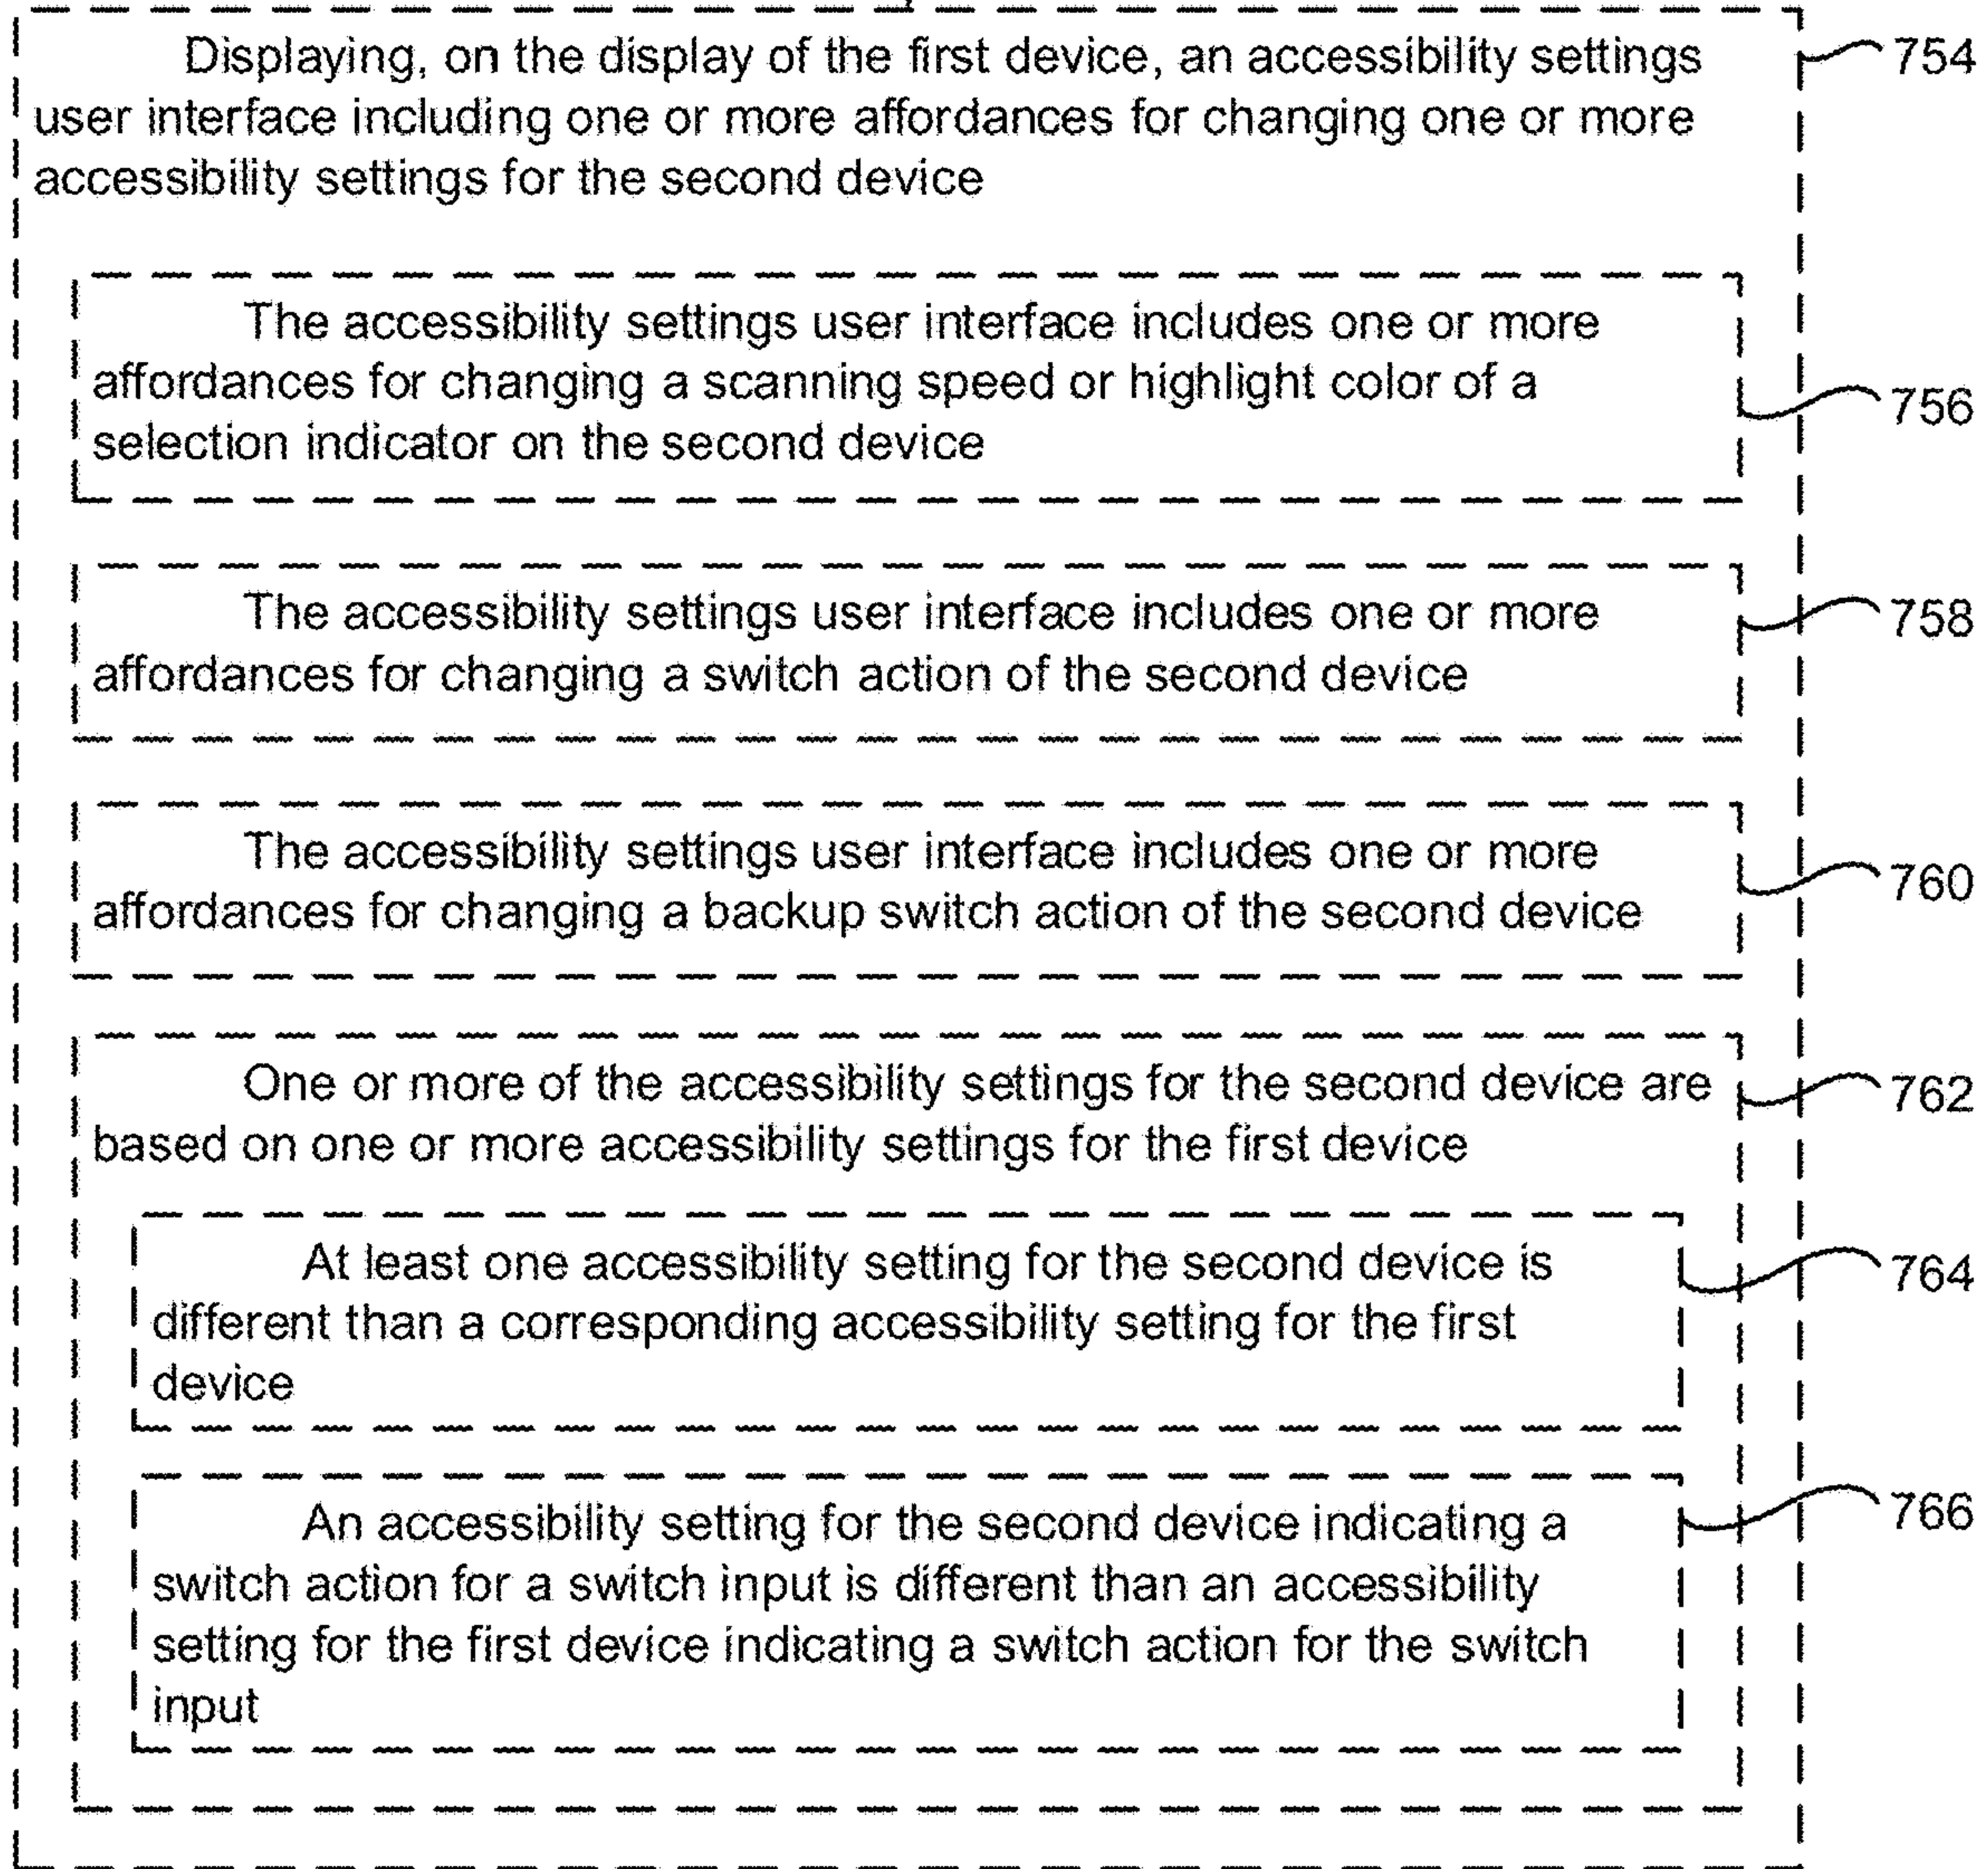 Displaying, on the display of the first device, an accessibility settings
754
user interface including one or more affordances for changing one or more
accessibility settings for the second device
The accessibility settings user interface includes one or more
affordances for changing a scanning speed or highlight color of a
756
selection indicator on the second device
The accessibility settings user interface includes one or more
758
affordances for changing a switch action of the second device
The accessibility settings user interface includes one or more
760
affordances for changing a backup switch action of the second device
One or more of the accessibility settings for the second device are
762
based on one or more accessibility settings for the first device
At least one accessibility setting for the second device is
764
different than a corresponding accessibility setting for the first
device
An accessibility setting for the second device indicating a
766
switch action for a switch input is different than an accessibility
setting for the first device indicating a switch action for the switch
input